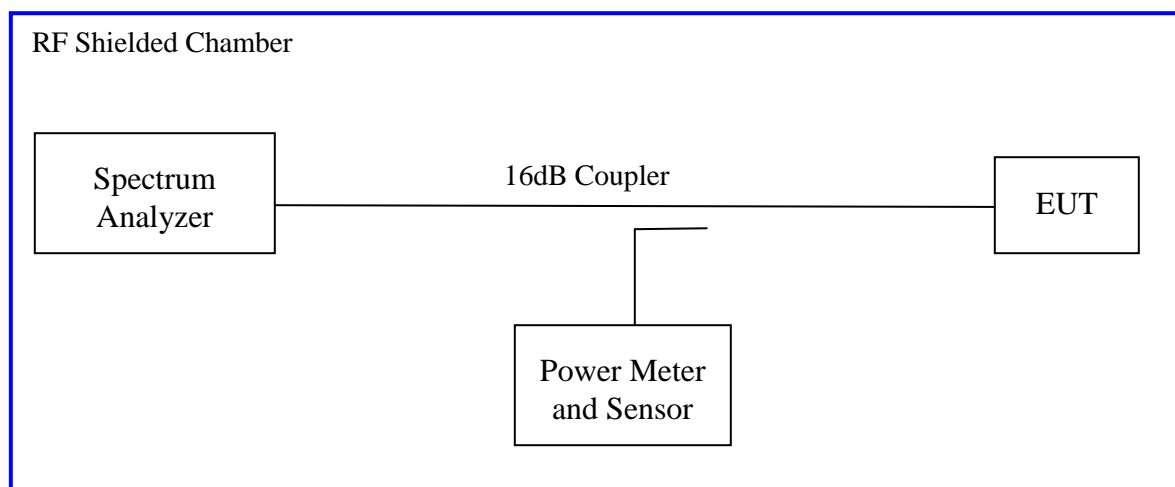 RF Shielded Chamber
Spectrum
Analyzer
16dB Coupler
EUT
Power Meter
and Sensor